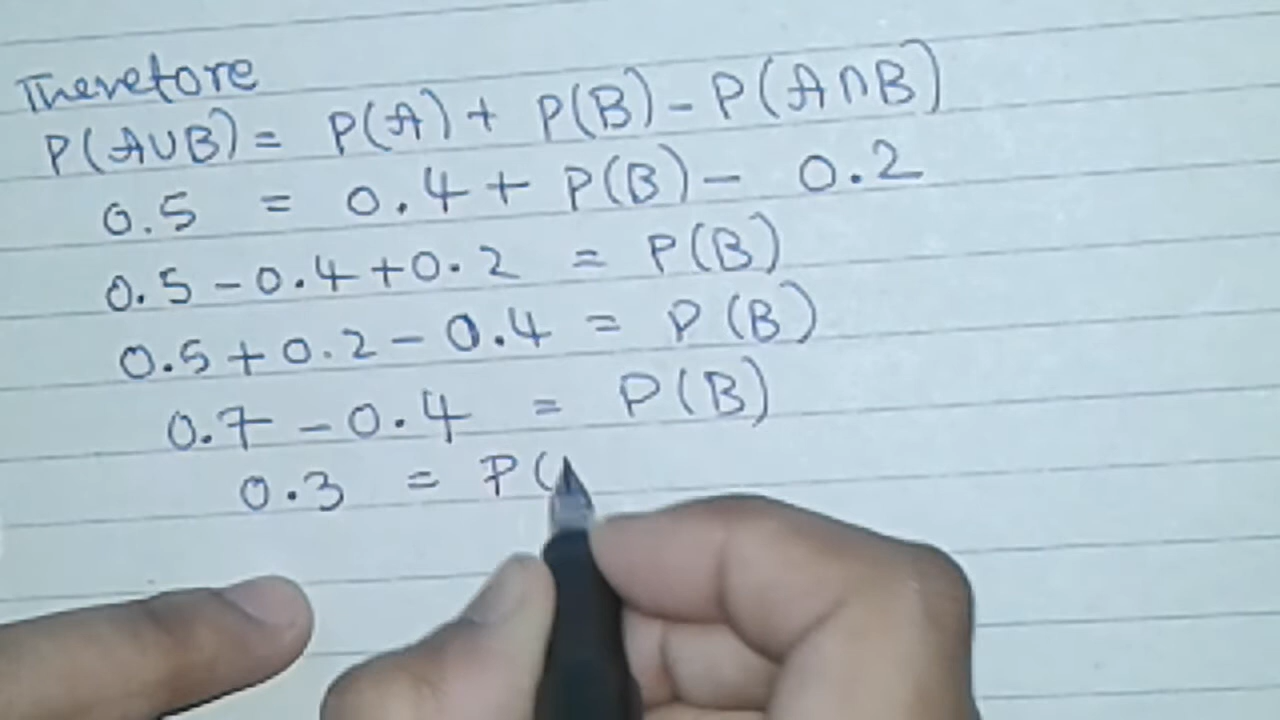 Therefore
P(A∪B) = P(A) + P(B) - P(A∩B)
0.5 = 0.4 + P(B) - 0.2
0.5 - 0.4 + 0.2 = P(B)
0.5 + 0.2 - 0.4 = P(B)
0.7 - 0.4 = P(B)
0.3 = P(